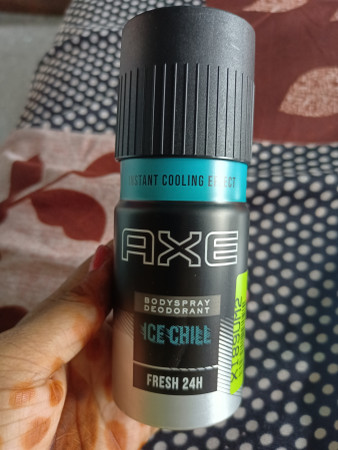 INSTANT COOLING EFFECT
AXE
BODYSPRAY
DEODORANT
ICE CHILL
FRESH 24H